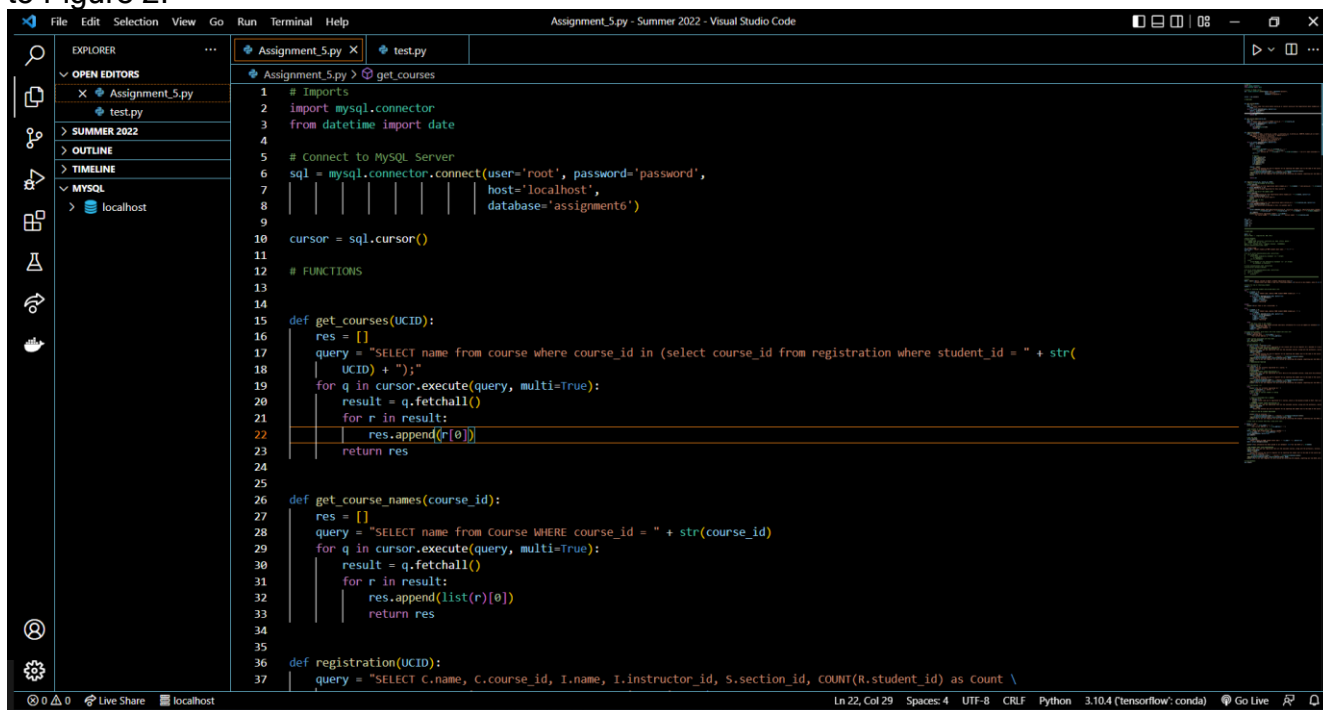 to Figure 2.
File Edit Selection View Go Run Terminal Help
Assignment_5.py - Summer 2022 - Visual Studio Code
EXPLORER
OPEN EDITORS
Assignment_5.py
test.py
SUMMER 2022
OUTLINE
TIMELINE
MYSQL
localhost
Assignment_5.py
test.py
Assignment_5.py > get_courses
1 # Imports
2 import mysql.connector
3 from datetime import date
4
5 # Connect to MySQL Server
6 sql = mysql.connector.connect(user='root', password='password',
7 host='localhost',
8 database='assignment6')
9
10 cursor = sql.cursor()
11
12 # FUNCTIONS
13
14
15 def get_courses(UCID):
16 res = []
17 query = "SELECT name from course where course_id in (select course_id from registration where student_id = " + str(
18 UCID) + ");"
19 for q in cursor.execute(query, multi=True):
20 result = q.fetchall()
21 for r in result:
22 res.append(r[0])
23 return res
24
25
26 def get_course_names(course_id):
27 res = []
28 query = "SELECT name from Course WHERE course_id = " + str(course_id)
29 for q in cursor.execute(query, multi=True):
30 result = q.fetchall()
31 for r in result:
32 res.append(list(r)[0])
33 return res
34
35
36 def registration(UCID):
37 query = "SELECT C.name, C.course_id, I.name, I.instructor_id, S.section_id, COUNT(R.student_id) as Count \
0 0 Live Share localhost
Ln 22, Col 29 Spaces: 4 UTF-8 CRLF Python 3.10.4 ('tensorflow': conda) Go Live